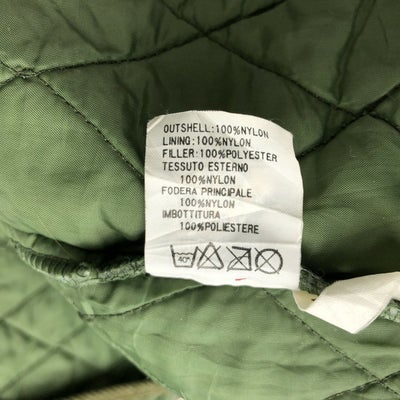 OUTSHELL:100%NYLON
LINING:100%NYLON
FILLER:100%POLYESTER
TESSUTO ESTERNO
100%NYLON
FODERA PRINCIPALE
100%NYLON
IMBOTTITURA
100%POLIESTERE
40°